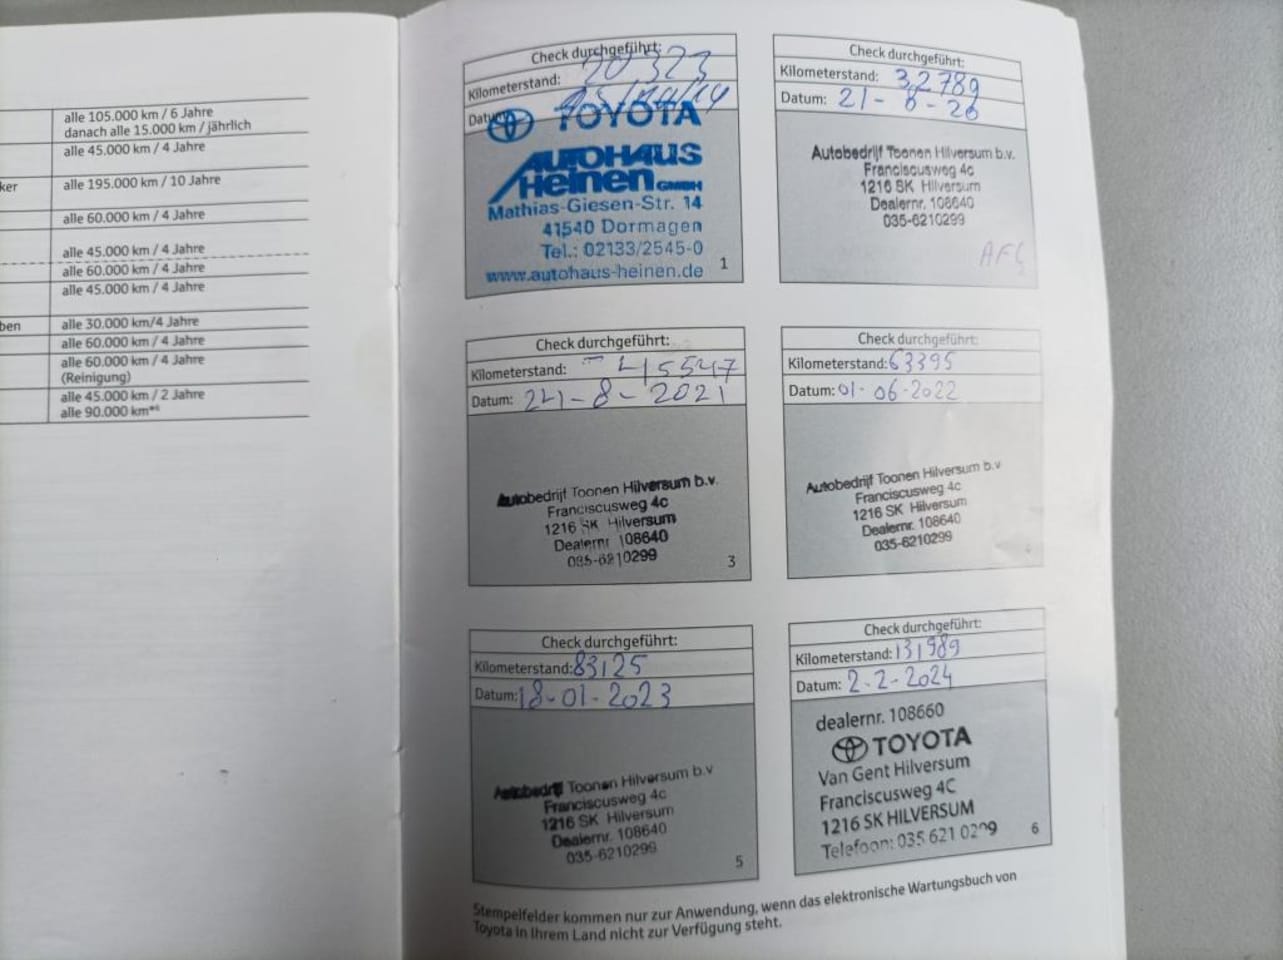 alle 105.000 km / 6 Jahre
danach alle 15.000 km / jährlich
alle 45.000 km / 4 Jahre
ker
alle 195.000 km / 10 Jahre
alle 60.000 km / 4 Jahre
alle 45.000 km / 4 Jahre
alle 60.000 km / 4 Jahre
alle 45.000 km / 4 Jahre
ben
alle 30.000 km/4 Jahre
alle 60.000 km / 4 Jahre
alle 60.000 km / 4 Jahre
(Reinigung)
alle 45.000 km / 2 Jahre
alle 90.000 km*⁶
Check durchgeführt:
Kilometerstand: 20323
Datum:
TOYOTA
AUTOHAUS
Heinen GMBH
Mathias-Giesen-Str. 14
41540 Dormagen
Tel.: 02133/2545-0
www.autohaus-heinen.de
1
Check durchgeführt:
Kilometerstand: 32789
Datum: 21-8-20
Autobedrijf Toonen Hilversum b.v.
Franciscusweg 4c
1216 SK Hilversum
Dealernr. 108640
035-6210299
Check durchgeführt:
Kilometerstand: 45547
Datum: 24-8-2021
Autobedrijf Toonen Hilversum b.v.
Franciscusweg 4c
1216 SK Hilversum
Dealernr. 108640
035-6210299
3
Check durchgeführt:
Kilometerstand: 63395
Datum: 01-06-2022
Autobedrijf Toonen Hilversum b.v
Franciscusweg 4c
1216 SK Hilversum
Dealernr. 108640
035-6210299
Check durchgeführt:
Kilometerstand: 83125
Datum: 18-01-2023
Autobedrijf Toonen Hilversum b.v
Franciscusweg 4c
1216 SK Hilversum
Dealernr. 108640
035-6210299
5
Check durchgeführt:
Kilometerstand: 131989
Datum: 2-2-2024
dealernr. 108660
TOYOTA
Van Gent Hilversum
Franciscusweg 4C
1216 SK HILVERSUM
Telefoon: 035 621 0299
6
Stempelfelder kommen nur zur Anwendung, wenn das elektronische Wartungsbuch von
Toyota in Ihrem Land nicht zur Verfügung steht.